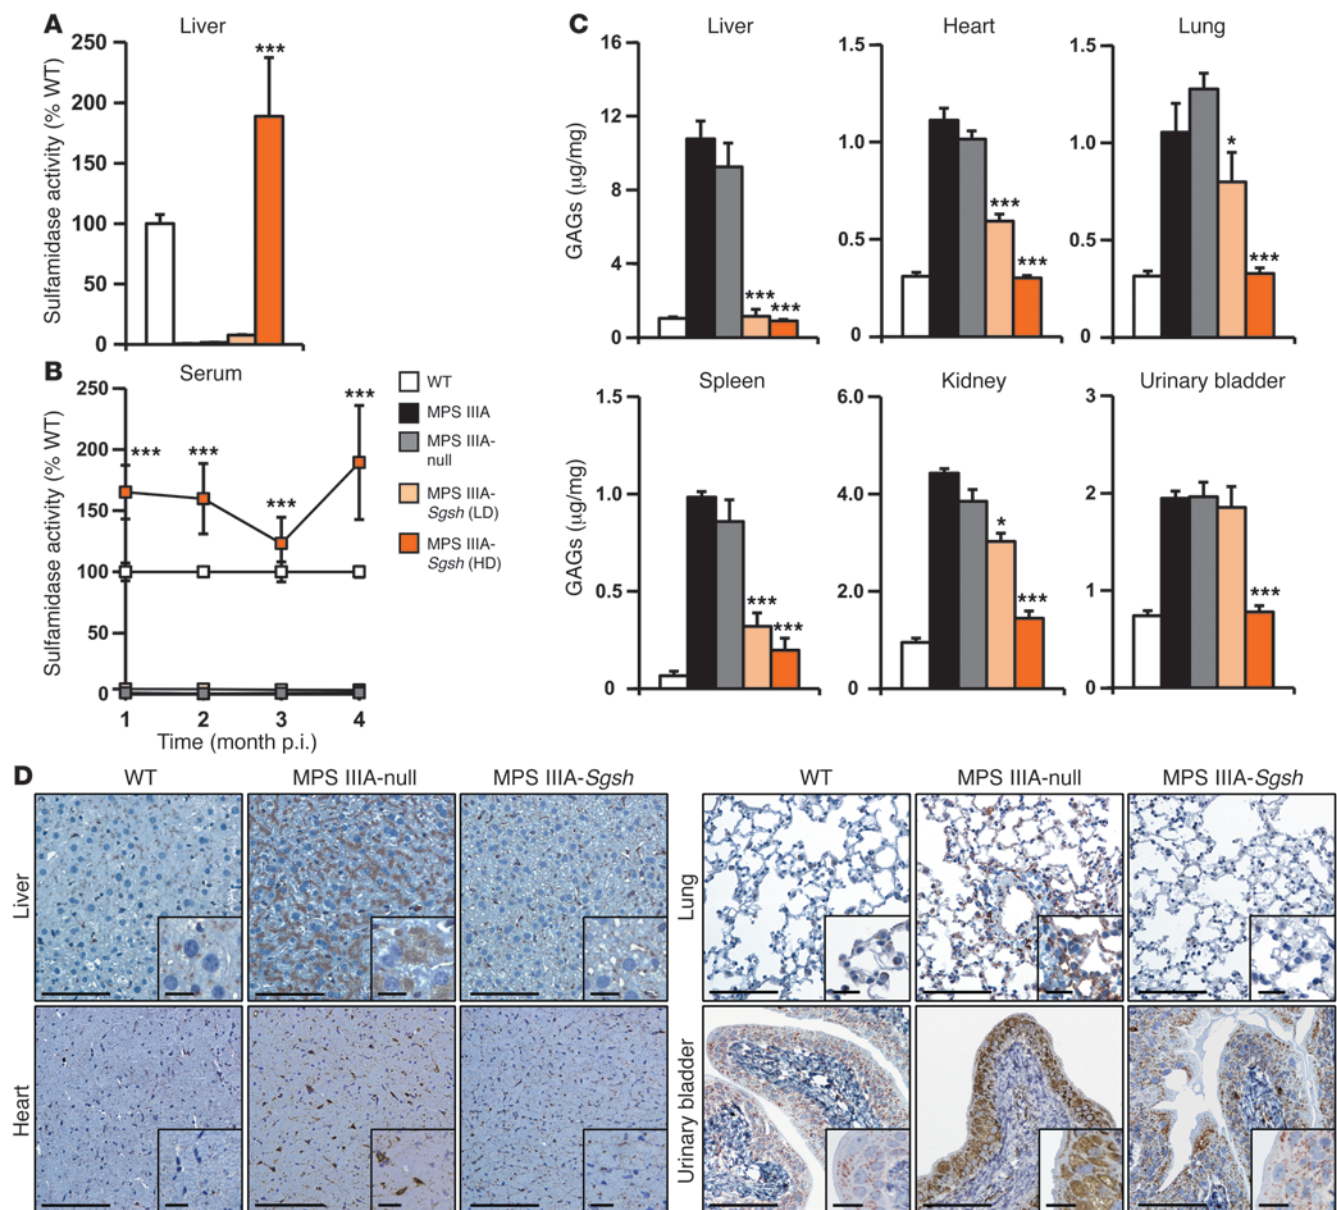 A
Liver
Sulfamidase activity (% WT)
250
200
150
100
50
0
***
B
Serum
Sulfamidase activity (% WT)
250
200
150
100
50
0
***
***
***
***
1 2 3 4
Time (month p.i.)
WT
MPS IIIA
MPS IIIA-
null
MPS IIIA-
Sgsh (LD)
MPS IIIA-
Sgsh (HD)
C
Liver
GAGs (µg/mg)
16
12
8
4
0
***
***
Heart
1.5
1.0
0.5
0
***
***
Lung
1.5
1.0
0.5
0
*
***
Spleen
GAGs (µg/mg)
1.5
1.0
0.5
0
***
***
Kidney
6.0
4.0
2.0
0
*
***
Urinary bladder
3
2
1
0
***
D
WT MPS IIIA-null MPS IIIA-Sgsh
Liver
Heart
WT MPS IIIA-null MPS IIIA-Sgsh
Lung
Urinary bladder